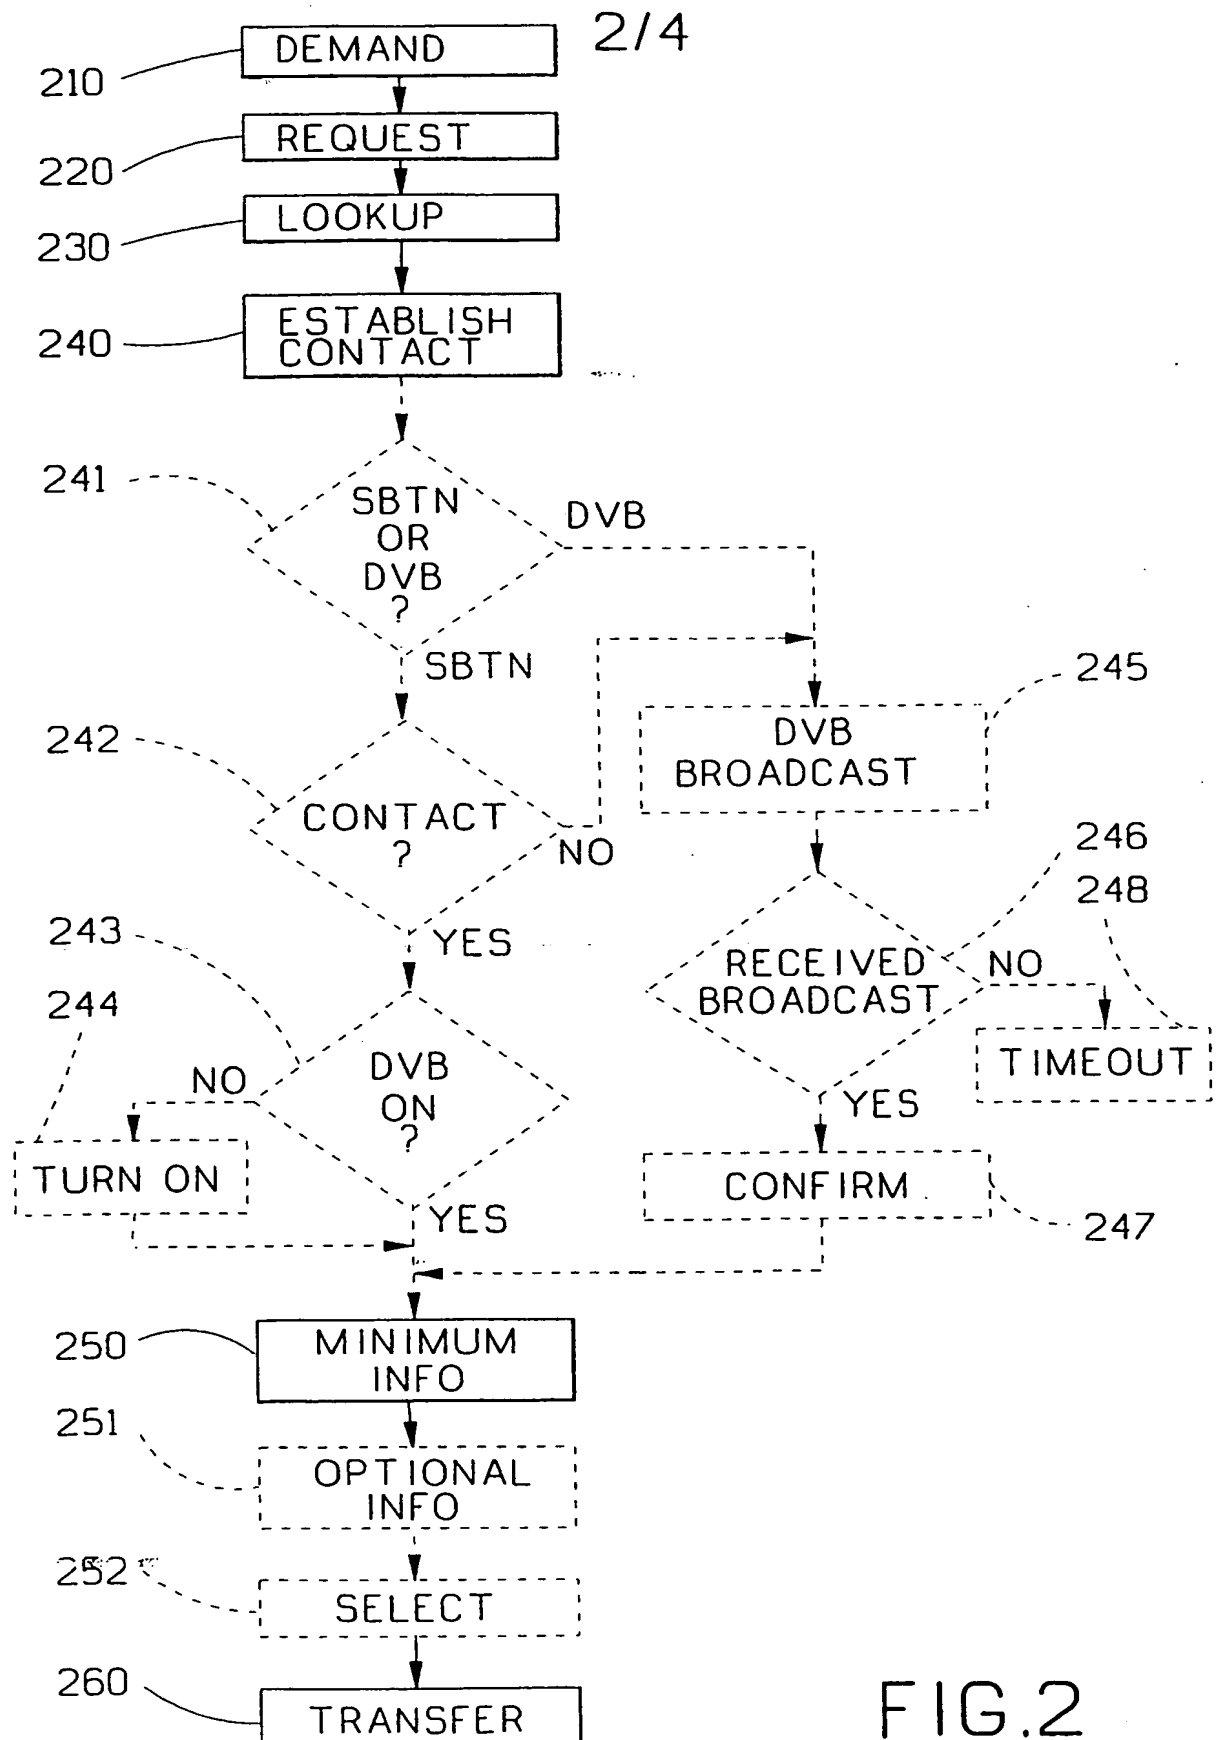 2/4
DEMAND
210
REQUEST
220
LOOKUP
230
ESTABLISH
CONTACT
240
241
SBTN
OR
DVB
?
DVB
SBTN
245
DVB
BROADCAST
242
CONTACT
?
NO
YES
246
248
RECEIVED
BROADCAST
NO
TIMEOUT
YES
243
244
DVB
ON
?
NO
TURN ON
YES
CONFIRM
247
250
MINIMUM
INFO
251
OPTIONAL
INFO
252
SELECT
260
TRANSFER
FIG.2